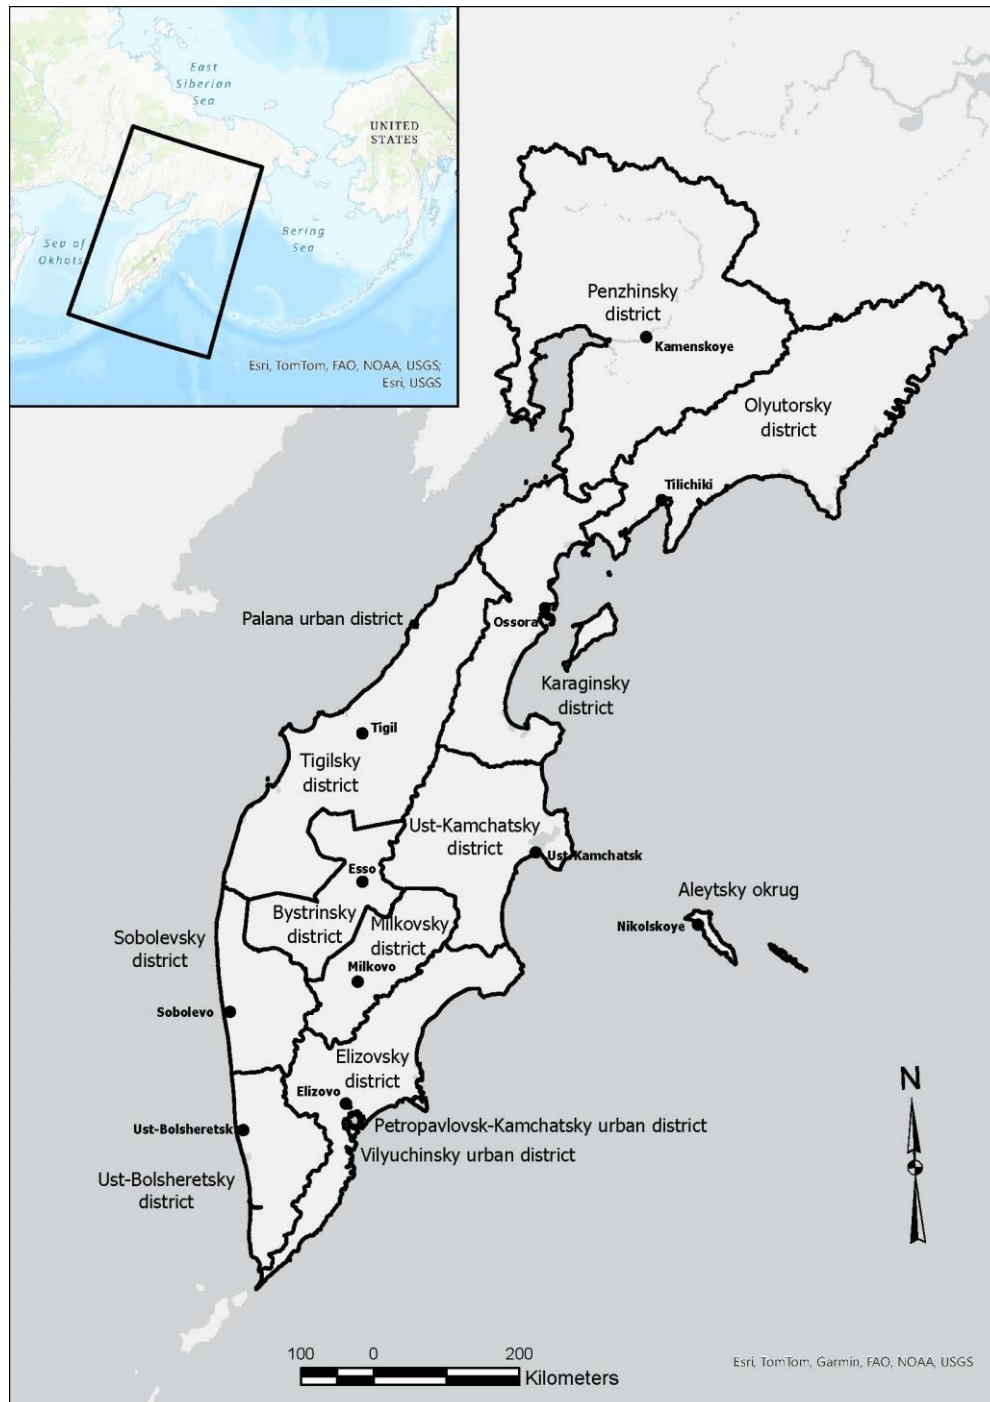 East
Siberian
Sea
UNITED
STATES
Sea of
Okhots
Bering
Sea
Esri, TomTom, FAO, NOAA, USGS;
Esri, USGS
Penzhinsky
district
Kamenskoye
Olyutorsky
district
Tilichiki
Palana urban district
Ossora
Karaginsky
district
Tigil
Tigilsky
district
Ust-Kamchatsky
district
Ust-Kamchatsk
Esso
Aleytsky okrug
Bystrinsky
district
Milkovsky
district
Nikolskoye
Sobolevsky
district
Milkovo
Sobolevo
Elizovsky
district
Elizovo
N
Petropavlovsk-Kamchatsky urban district
Ust-Bolsheretsk
Vilyuchinsky urban district
Ust-Bolsheretsky
district
100 0 200
Kilometers
Esri, TomTom, Garmin, FAO, NOAA, USGS